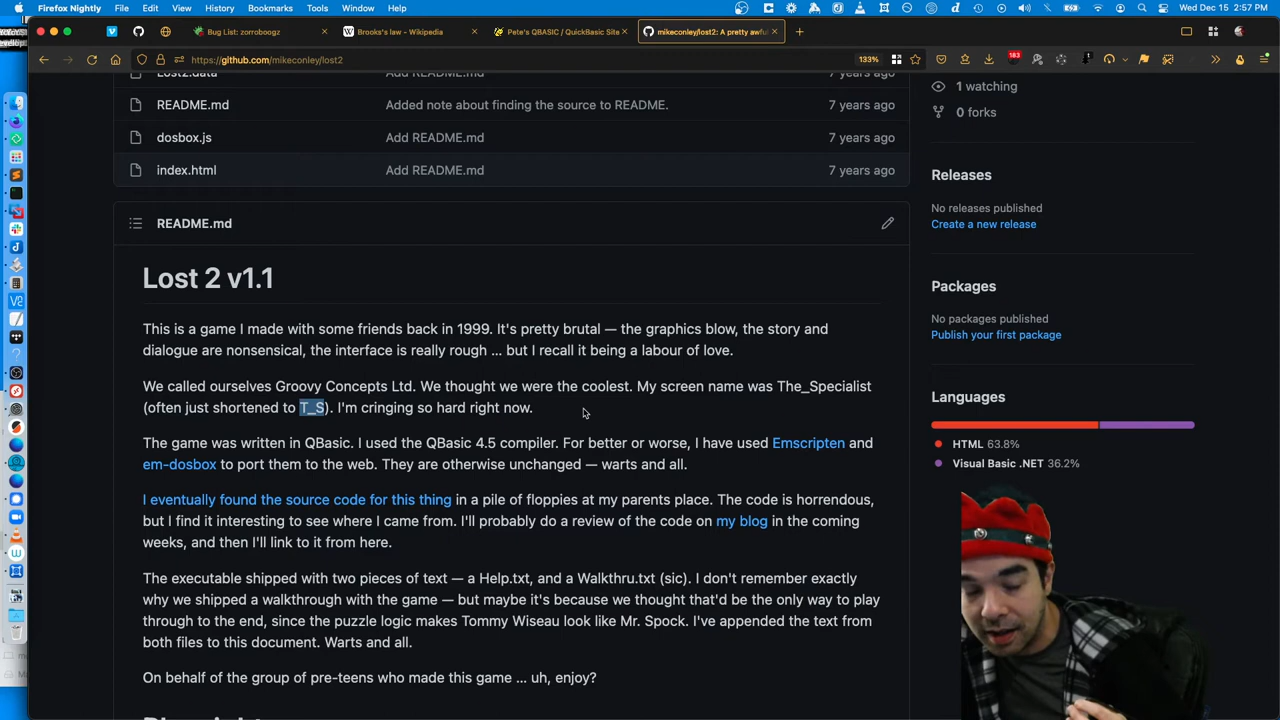 Firefox Nightly File Edit View History Bookmarks Tools Window Help Wed Dec 15 2:57 PM
Bug List: zorroboogz Brooks's law - Wikipedia Pete's QBASIC / QuickBasic Site mikeconley/lost2: A pretty awfu
https://github.com/mikeconley/lost2 133% 183
Lost2.data 7 years ago
README.md Added note about finding the source to README. 7 years ago
dosbox.js Add README.md 7 years ago
index.html Add README.md 7 years ago
README.md
Lost 2 v1.1
This is a game I made with some friends back in 1999. It's pretty brutal — the graphics blow, the story and
dialogue are nonsensical, the interface is really rough ... but I recall it being a labour of love.
We called ourselves Groovy Concepts Ltd. We thought we were the coolest. My screen name was The_Specialist
(often just shortened to T_S). I'm cringing so hard right now.
The game was written in QBasic. I used the QBasic 4.5 compiler. For better or worse, I have used Emscripten and
em-dosbox to port them to the web. They are otherwise unchanged — warts and all.
I eventually found the source code for this thing in a pile of floppies at my parents place. The code is horrendous,
but I find it interesting to see where I came from. I'll probably do a review of the code on my blog in the coming
weeks, and then I'll link to it from here.
The executable shipped with two pieces of text — a Help.txt, and a Walkthru.txt (sic). I don't remember exactly
why we shipped a walkthrough with the game — but maybe it's because we thought that'd be the only way to play
through to the end, since the puzzle logic makes Tommy Wiseau look like Mr. Spock. I've appended the text from
both files to this document. Warts and all.
On behalf of the group of pre-teens who made this game ... uh, enjoy?
1 watching
0 forks
Releases
No releases published
Create a new release
Packages
No packages published
Publish your first package
Languages
HTML 63.8%
Visual Basic .NET 36.2%